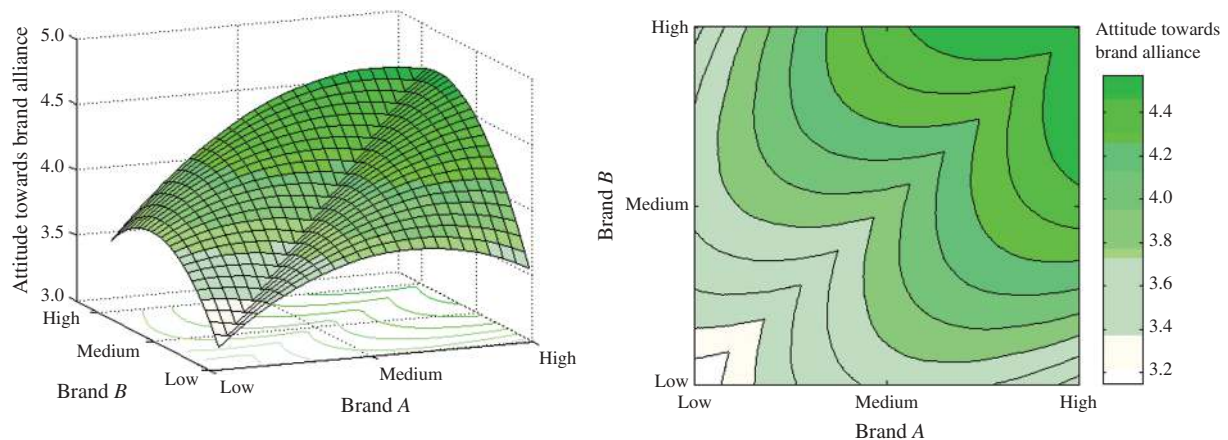 Attitude towards brand alliance
5.0
4.5
4.0
3.5
3.0
High
Medium
Low
Brand B
Low
Medium
High
Brand A
High
Medium
Low
Brand B
Low
Medium
High
Brand A
Attitude towards
brand alliance
4.4
4.2
4.0
3.8
3.6
3.4
3.2